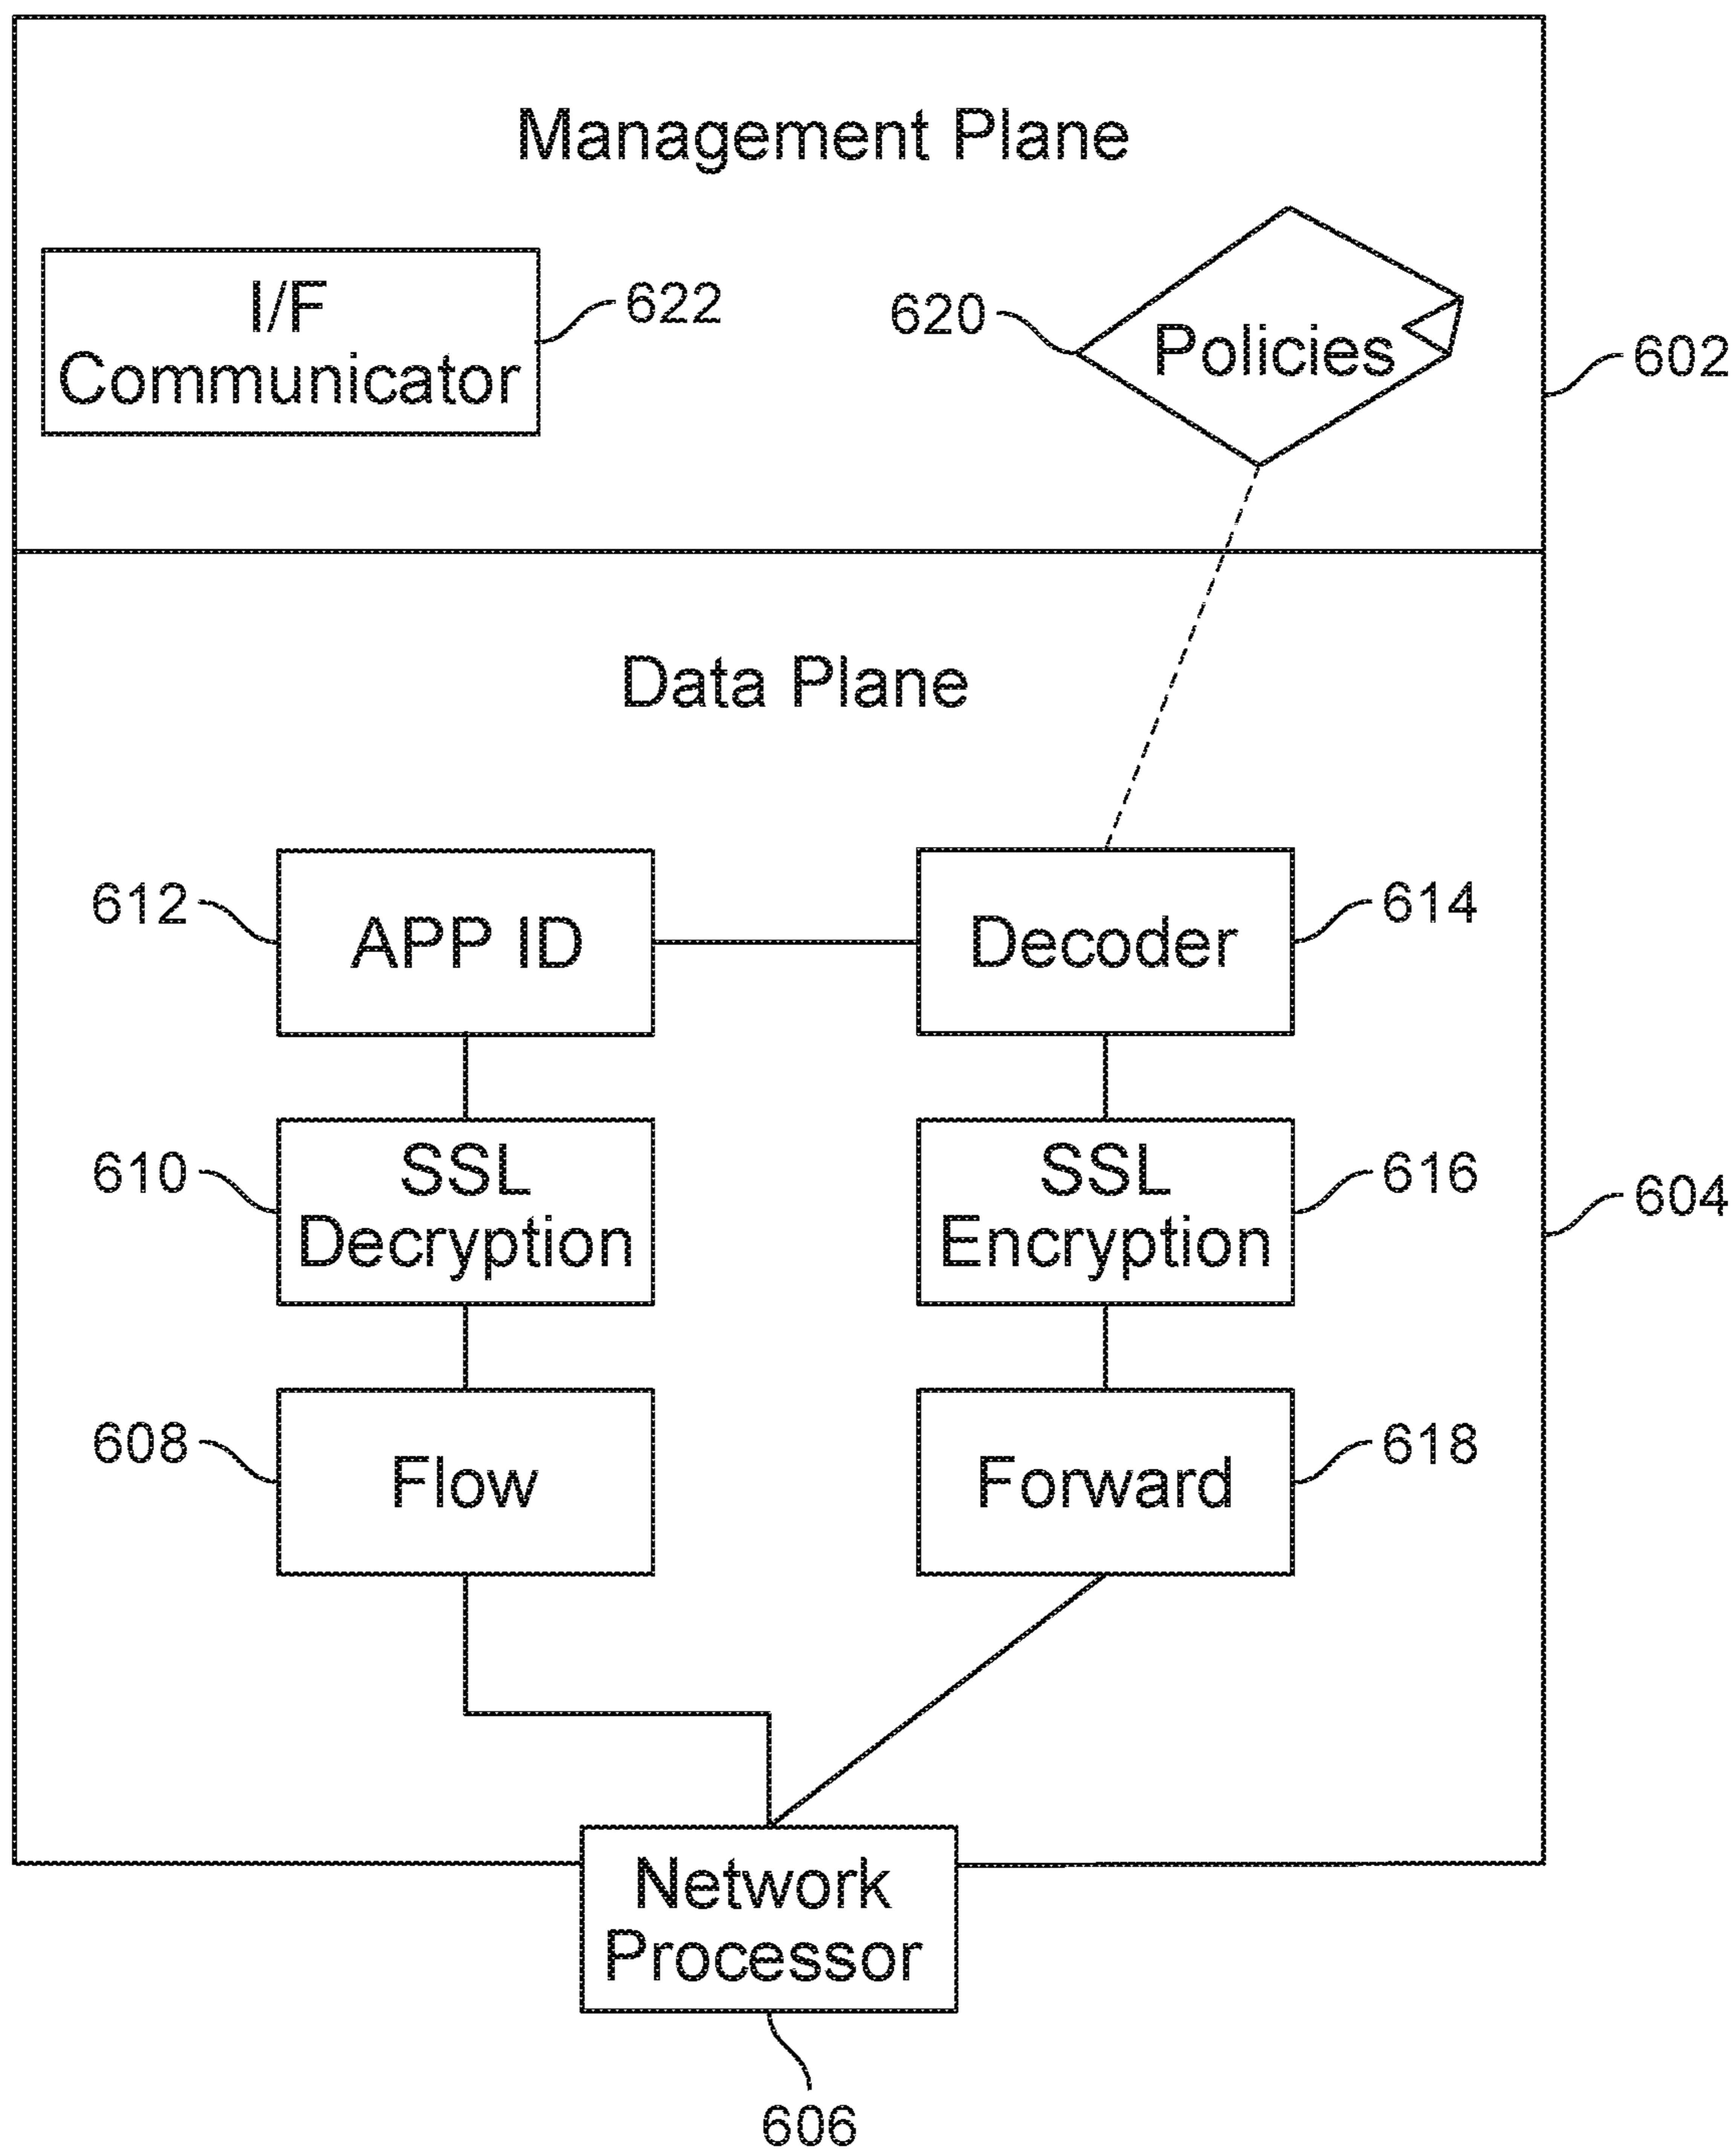 Management Plane
I/F
Communicator
622
620
Policies
602
Data Plane
612
APP ID
Decoder
614
610
SSL
Decryption
SSL
Encryption
616
604
608
Flow
Forward
618
Network
Processor
606